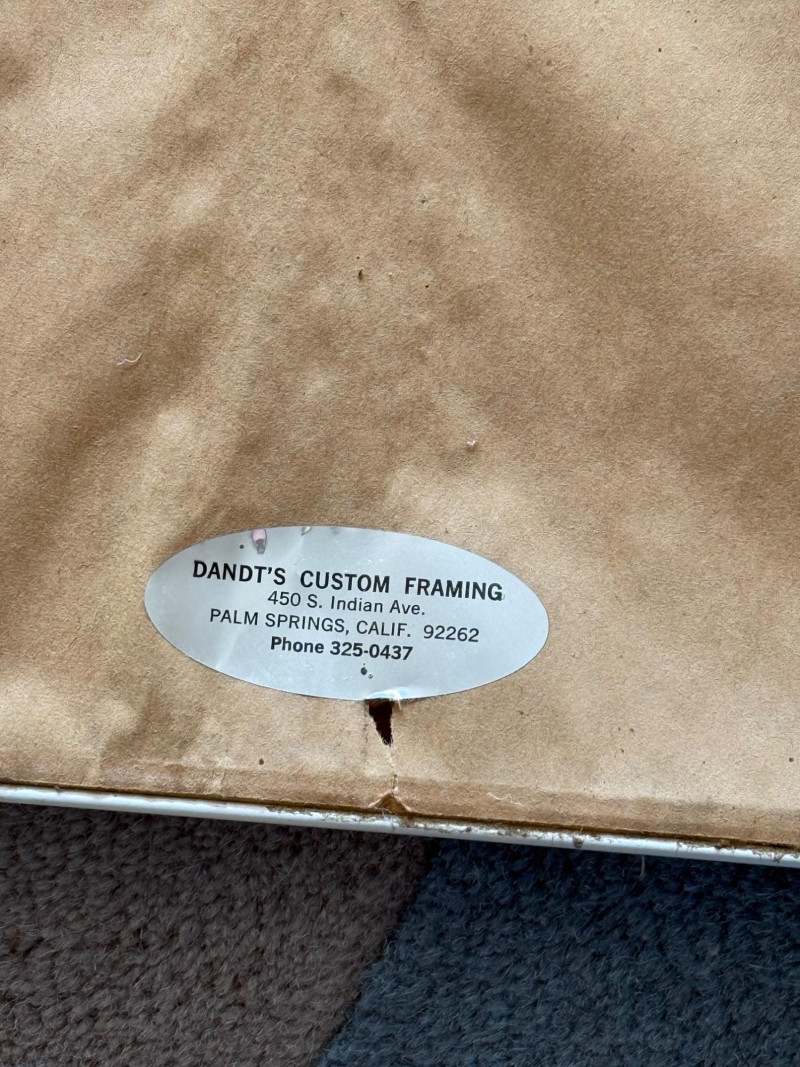 DANDT'S CUSTOM FRAMING
450 S. Indian Ave.
PALM SPRINGS, CALIF. 92262
Phone 325-0437